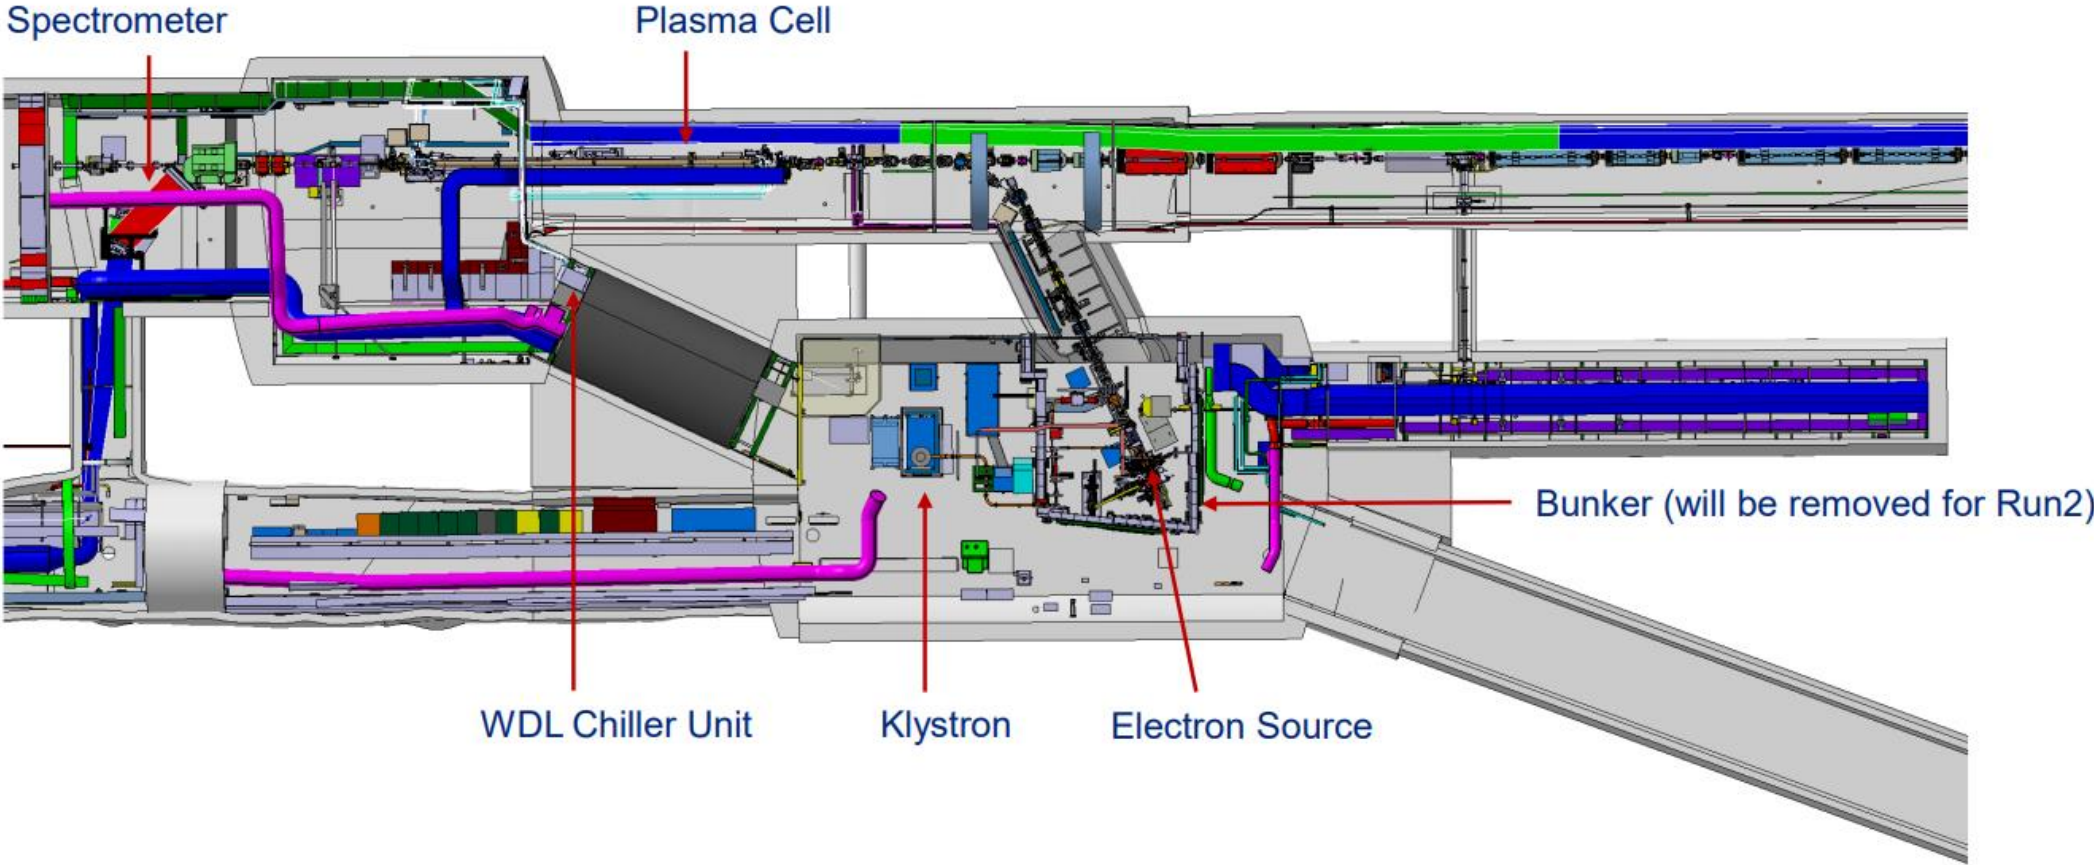 Spectrometer
Plasma Cell
Bunker (will be removed for Run2)
WDL Chiller Unit
Klystron
Electron Source